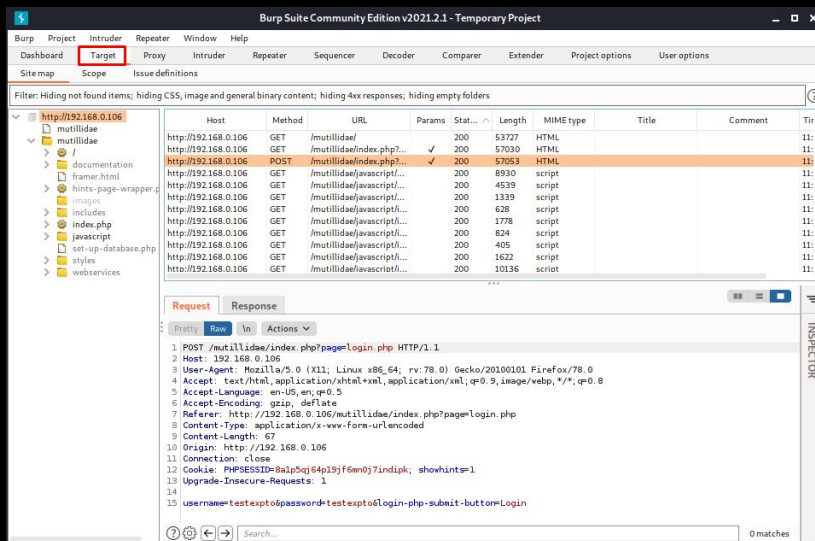 Burp Suite Community Edition v2021.2.1 - Temporary Project
Burp Project Intruder Repeater Window Help
Dashboard Target Proxy Intruder Repeater Sequencer Decoder Comparer Extender Project options User options
Site map Scope Issue definitions
Filter: Hiding not found items; hiding CSS, image and general binary content; hiding 4xx responses; hiding empty folders
http://192.168.0.106
mutillidae
mutillidae
/
documentation
framer.html
hints-page-wrapper.p
images
includes
index.php
javascript
set-up-database.php
styles
webservices
Host Method URL Params Stat... Length MIME type Title Comment Tir
http://192.168.0.106 GET /mutillidae/ 200 53727 HTML 11:
http://192.168.0.106 GET /mutillidae/index.php?... ✓ 200 57030 HTML 11:
http://192.168.0.106 POST /mutillidae/index.php?... ✓ 200 57053 HTML 11:
http://192.168.0.106 GET /mutillidae/javascript/... 200 8930 script 11:
http://192.168.0.106 GET /mutillidae/javascript/... 200 4539 script 11:
http://192.168.0.106 GET /mutillidae/javascript/... 200 1339 script 11:
http://192.168.0.106 GET /mutillidae/javascript/i... 200 628 script 11:
http://192.168.0.106 GET /mutillidae/javascript/i... 200 1778 script 11:
http://192.168.0.106 GET /mutillidae/javascript/i... 200 824 script 11:
http://192.168.0.106 GET /mutillidae/javascript/i... 200 405 script 11:
http://192.168.0.106 GET /mutillidae/javascript/i... 200 1622 script 11:
http://192.168.0.106 GET /mutillidae/javascript/i... 200 10136 script 11:
Request Response
Pretty Raw \n Actions
INSPECTOR
1 POST /mutillidae/index.php?page=login.php HTTP/1.1
2 Host: 192.168.0.106
3 User-Agent: Mozilla/5.0 (X11; Linux x86_64; rv:78.0) Gecko/20100101 Firefox/78.0
4 Accept: text/html,application/xhtml+xml,application/xml;q=0.9,image/webp,*/*;q=0.8
5 Accept-Language: en-US,en;q=0.5
6 Accept-Encoding: gzip, deflate
7 Referer: http://192.168.0.106/mutillidae/index.php?page=login.php
8 Content-Type: application/x-www-form-urlencoded
9 Content-Length: 67
10 Origin: http://192.168.0.106
11 Connection: close
12 Cookie: PHPSESSID=8a1p5qj64p19jf6mn0j7indipk; showhints=1
13 Upgrade-Insecure-Requests: 1
14
15 username=testexpto&password=testexpto&login-php-submit-button=Login
Search... 0 matches